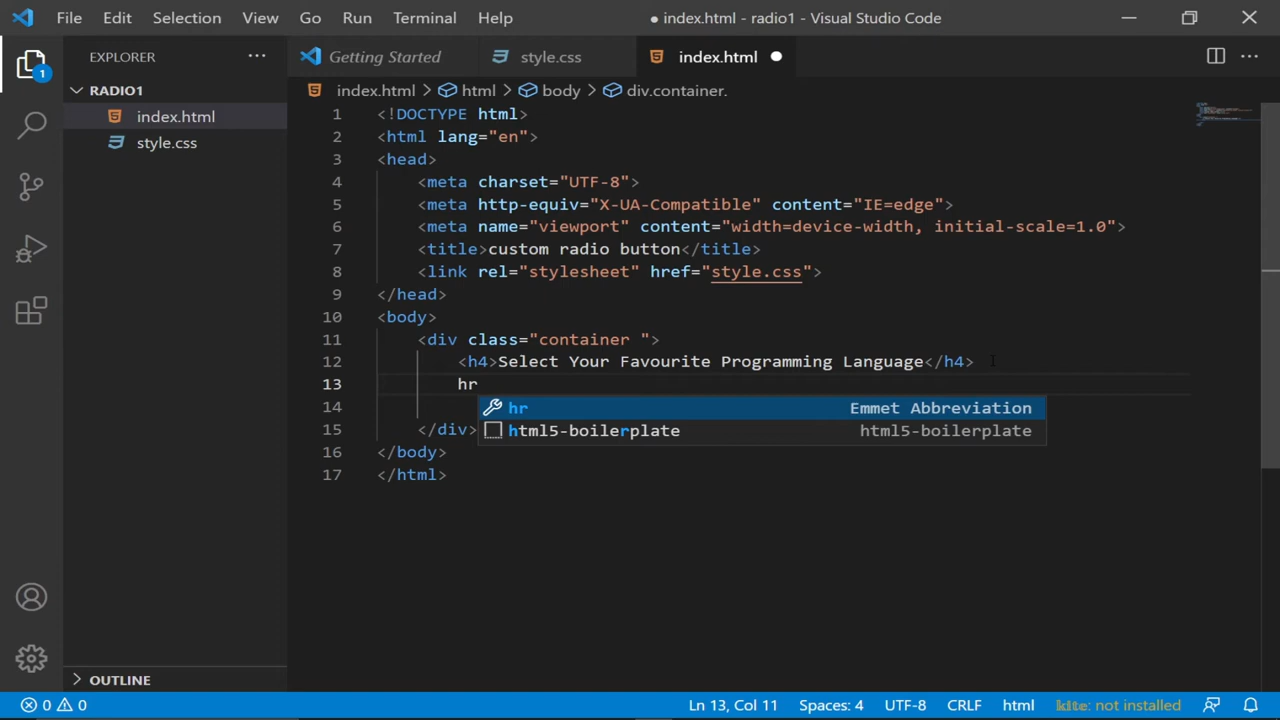 File Edit Selection View Go Run Terminal Help ● index.html - radio1 - Visual Studio Code
EXPLORER ···
1
Getting Started style.css index.html ●
RADIO1
index.html
style.css
index.html > html > body > div.container.
1 <!DOCTYPE html>
2 <html lang="en">
3 <head>
4 <meta charset="UTF-8">
5 <meta http-equiv="X-UA-Compatible" content="IE=edge">
6 <meta name="viewport" content="width=device-width, initial-scale=1.0">
7 <title>custom radio button</title>
8 <link rel="stylesheet" href="style.css">
9 </head>
10 <body>
11 <div class="container ">
12 <h4>Select Your Favourite Programming Language</h4>
13 hr
14 hr Emmet Abbreviation
html5-boilerplate html5-boilerplate
15 </div>
16 </body>
17 </html>
OUTLINE
0 0 Ln 13, Col 11 Spaces: 4 UTF-8 CRLF html kite: not installed